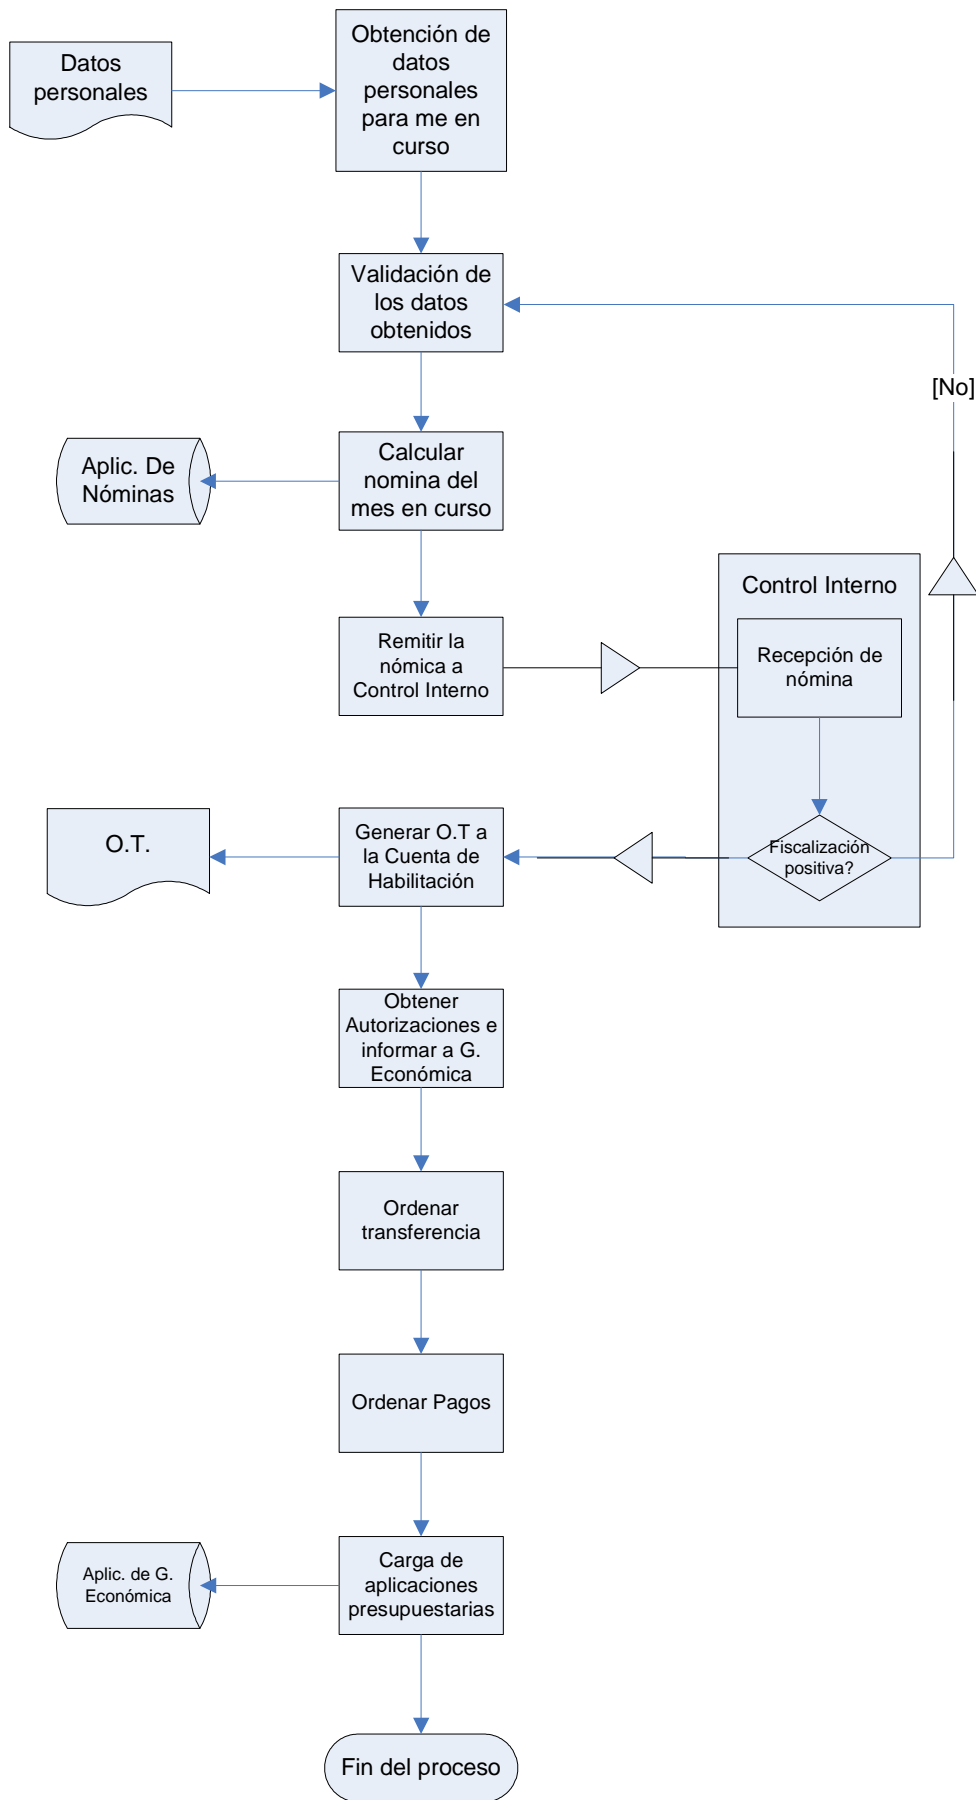 Datos
personales
Obtención de
datos
personales
para me en
curso
Validación de
los datos
obtenidos
[No]
Aplic. De
Nóminas
Calcular
nomina del
mes en curso
Control Interno
Remitir la
nómica a
Control Interno
Recepción de
nómina
O.T.
Generar O.T a
la Cuenta de
Habilitación
Fiscalización
positiva?
Obtener
Autorizaciones e
informar a G.
Económica
Ordenar
transferencia
Ordenar Pagos
Aplic. de G.
Económica
Carga de
aplicaciones
presupuestarias
Fin del proceso